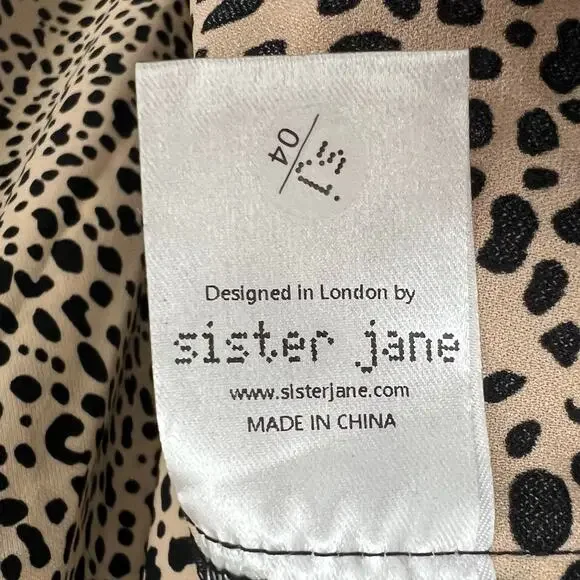 04
Designed in London by
sister jane
www.sisterjane.com
MADE IN CHINA